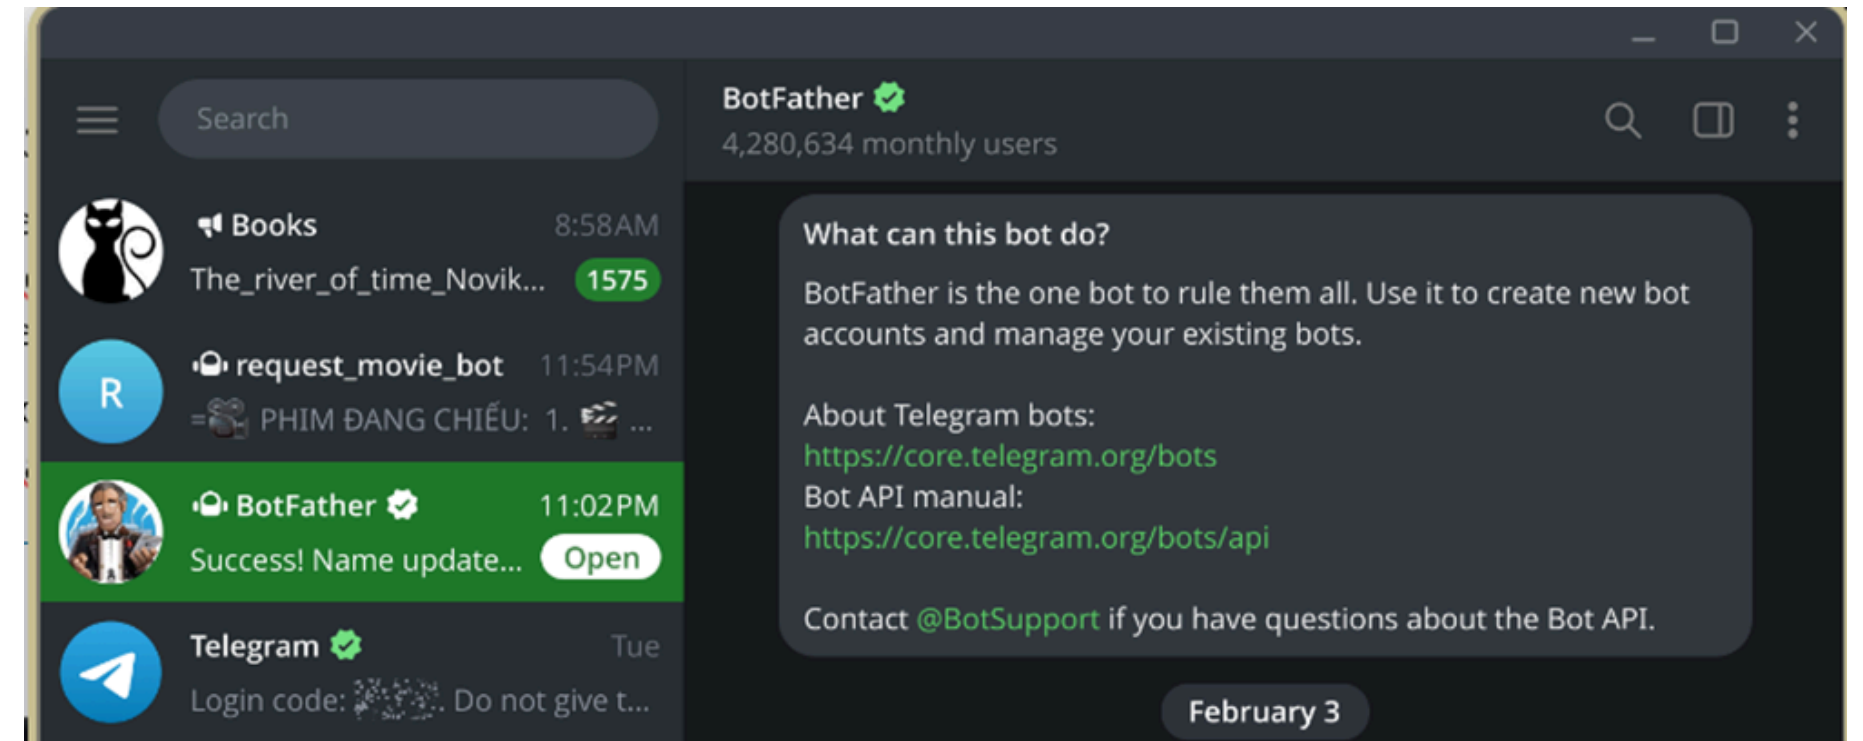 Search
Books 8:58AM
The_river_of_time_Novik... 1575
R
request_movie_bot 11:54PM
= PHIM ĐANG CHIẾU: 1. ...
BotFather 11:02PM
Success! Name update... Open
Telegram Tue
Login code: . Do not give t...
BotFather
4,280,634 monthly users
What can this bot do?
BotFather is the one bot to rule them all. Use it to create new bot
accounts and manage your existing bots.
About Telegram bots:
https://core.telegram.org/bots
Bot API manual:
https://core.telegram.org/bots/api
Contact @BotSupport if you have questions about the Bot API.
February 3